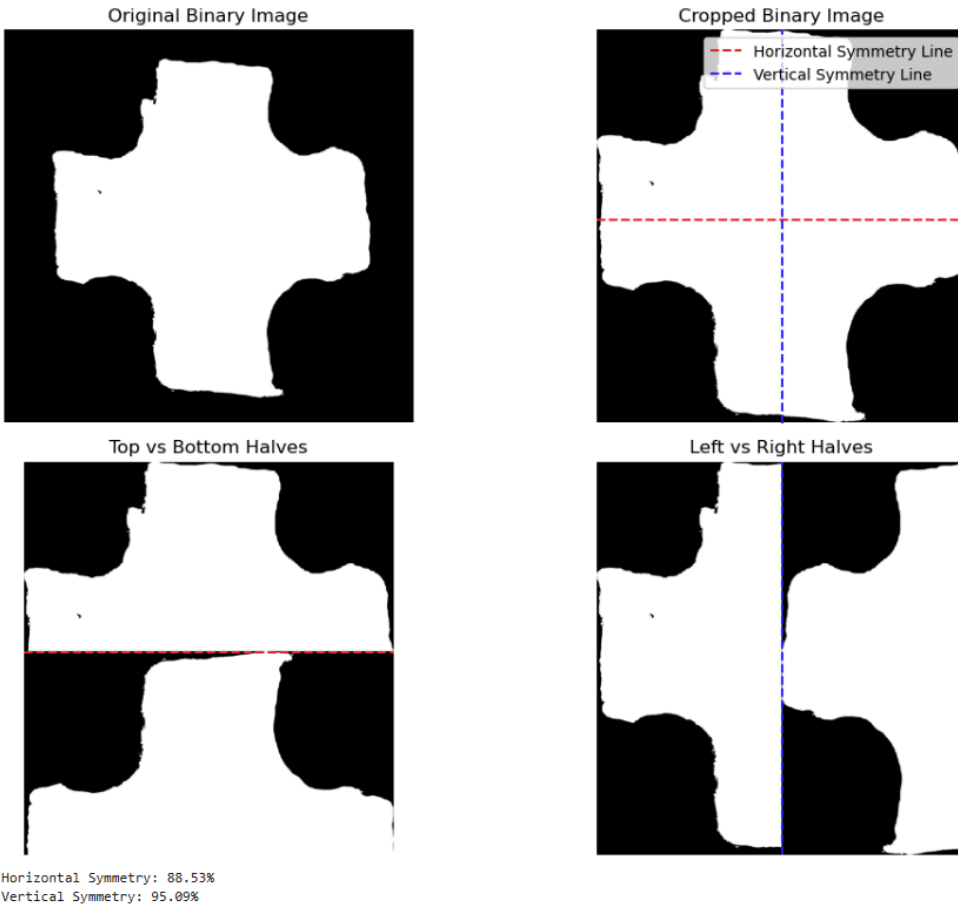 Original Binary Image
Cropped Binary Image
Horizontal Symmetry Line
Vertical Symmetry Line
Top vs Bottom Halves
Left vs Right Halves
Horizontal Symmetry: 88.53%
Vertical Symmetry: 95.09%